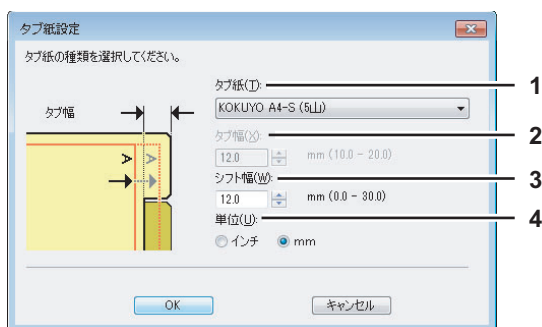 タブ紙設定
タブ紙の種類を選択してください。
タブ紙(T):
1
KOKUYO A4-S (5山)
タブ幅
タブ幅(X):
2
12.0 mm (10.0 - 20.0)
A A
シフト幅(W):
3
12.0 mm (0.0 - 30.0)
単位(U):
4
インチ mm
OK キャンセル